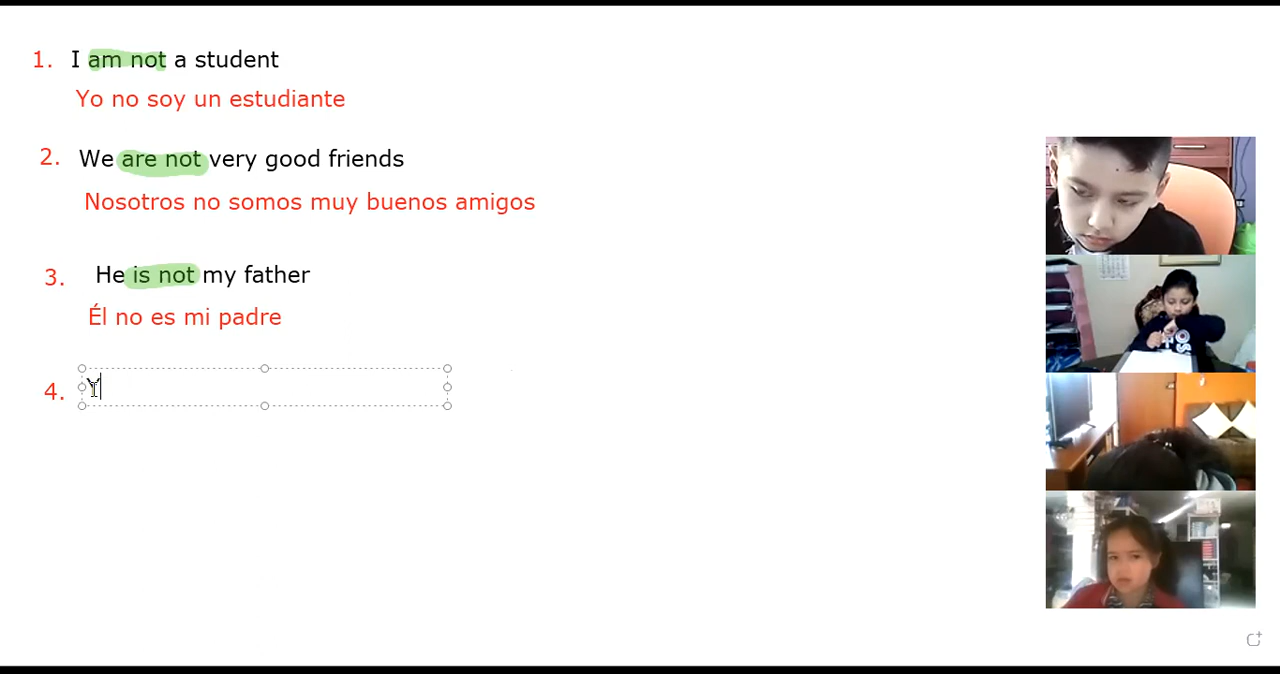 1. I am not a student
Yo no soy un estudiante
2. We are not very good friends
Nosotros no somos muy buenos amigos
3. He is not my father
Él no es mi padre
4. Y